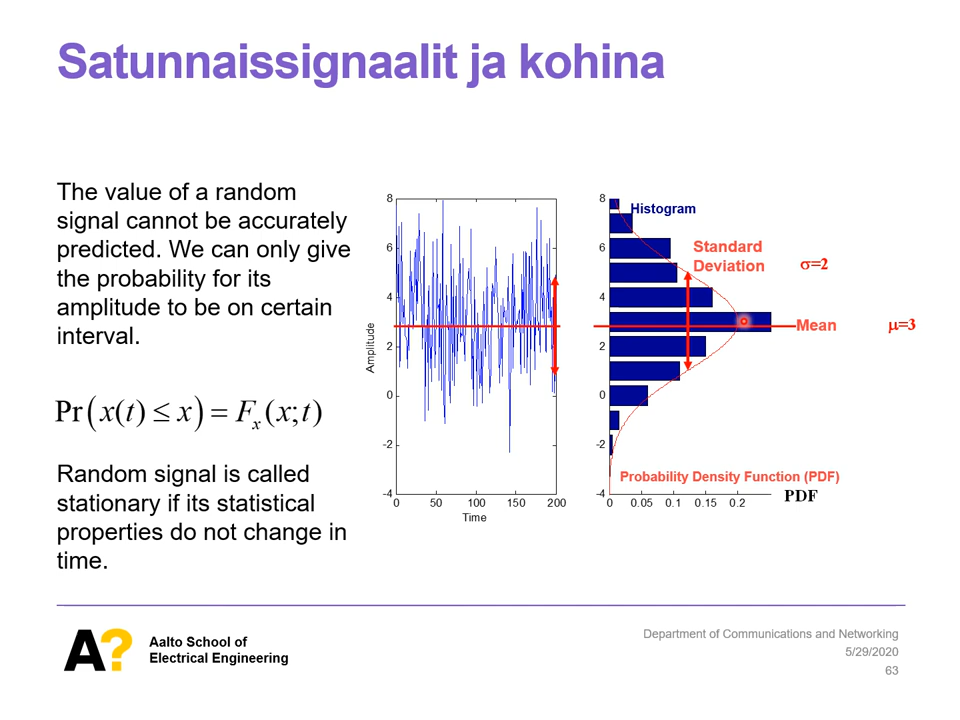 Satunnaissignaalit ja kohina
The value of a random
signal cannot be accurately
predicted. We can only give
the probability for its
amplitude to be on certain
interval.
Pr(x(t) ≤ x) = Fₓ(x;t)
Random signal is called
stationary if its statistical
properties do not change in
time.
8
6
4
2
0
-2
-4
Amplitude
0 50 100 150 200
Time
8
6
4
2
0
-2
-4
Histogram
Standard
Deviation
σ=2
Mean
μ=3
Probability Density Function (PDF)
0 0.05 0.1 0.15 0.2
PDF
A?
Aalto School of
Electrical Engineering
Department of Communications and Networking
5/29/2020
63